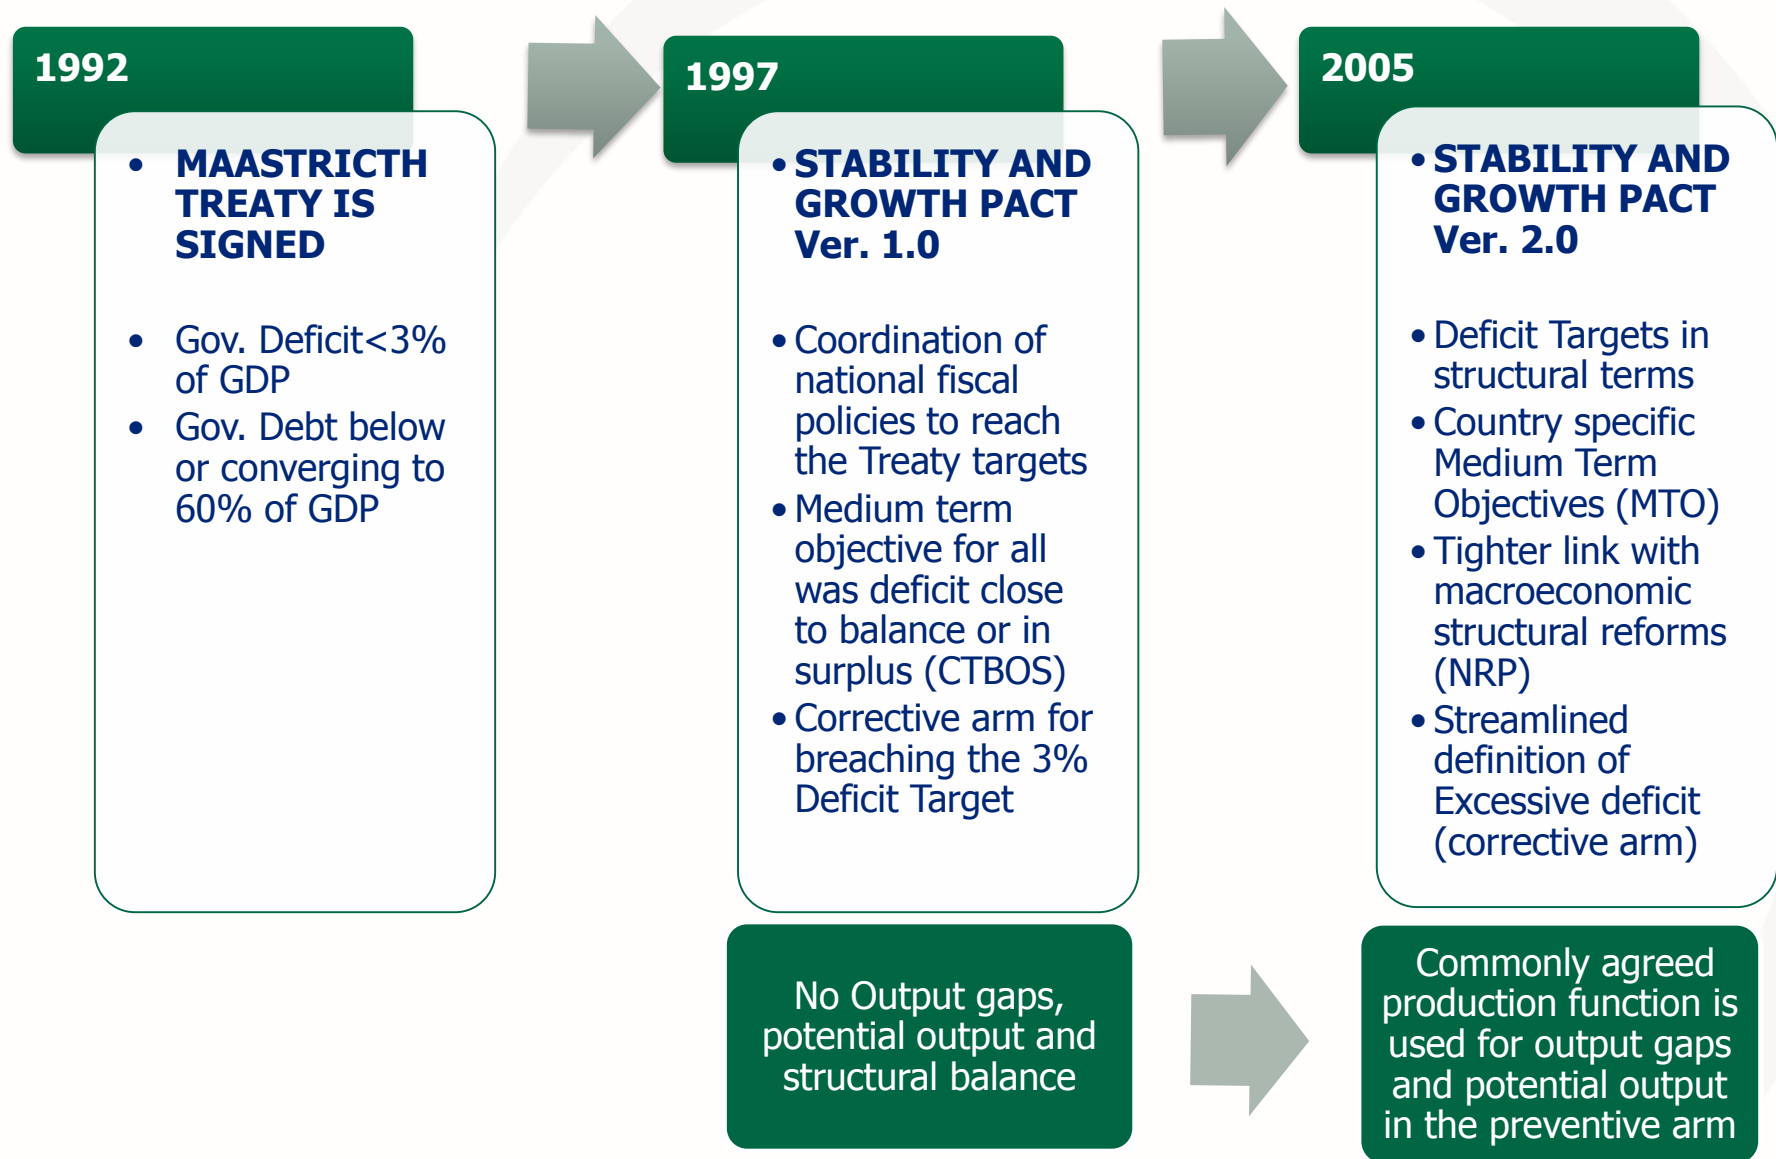 1992
• MAASTRICTH
TREATY IS
SIGNED
• Gov. Deficit<3%
of GDP
• Gov. Debt below
or converging to
60% of GDP
1997
• STABILITY AND
GROWTH PACT
Ver. 1.0
• Coordination of
national fiscal
policies to reach
the Treaty targets
• Medium term
objective for all
was deficit close
to balance or in
surplus (CTBOS)
• Corrective arm for
breaching the 3%
Deficit Target
No Output gaps,
potential output and
structural balance
2005
• STABILITY AND
GROWTH PACT
Ver. 2.0
• Deficit Targets in
structural terms
• Country specific
Medium Term
Objectives (MTO)
• Tighter link with
macroeconomic
structural reforms
(NRP)
• Streamlined
definition of
Excessive deficit
(corrective arm)
Commonly agreed
production function is
used for output gaps
and potential output
in the preventive arm